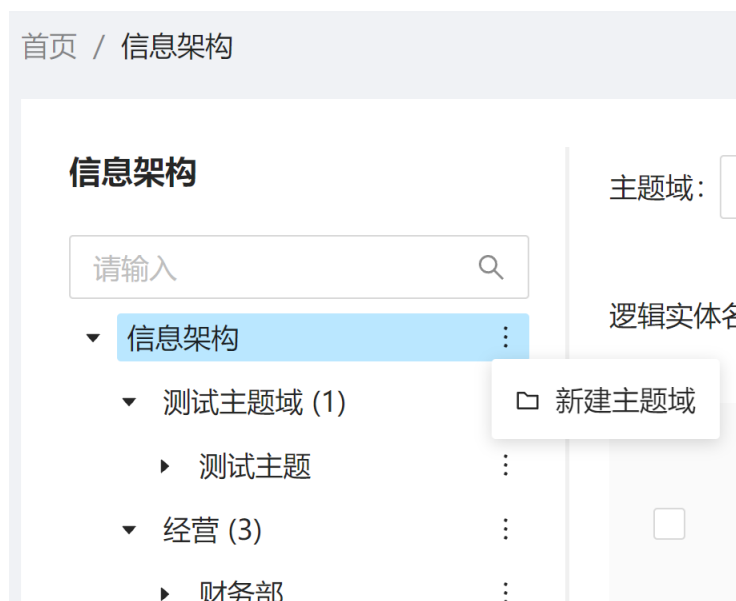 首页 / 信息架构
信息架构
主题域：
请输入
逻辑实体名
信息架构
新建主题域
测试主题域 (1)
测试主题
经营 (3)
财务部